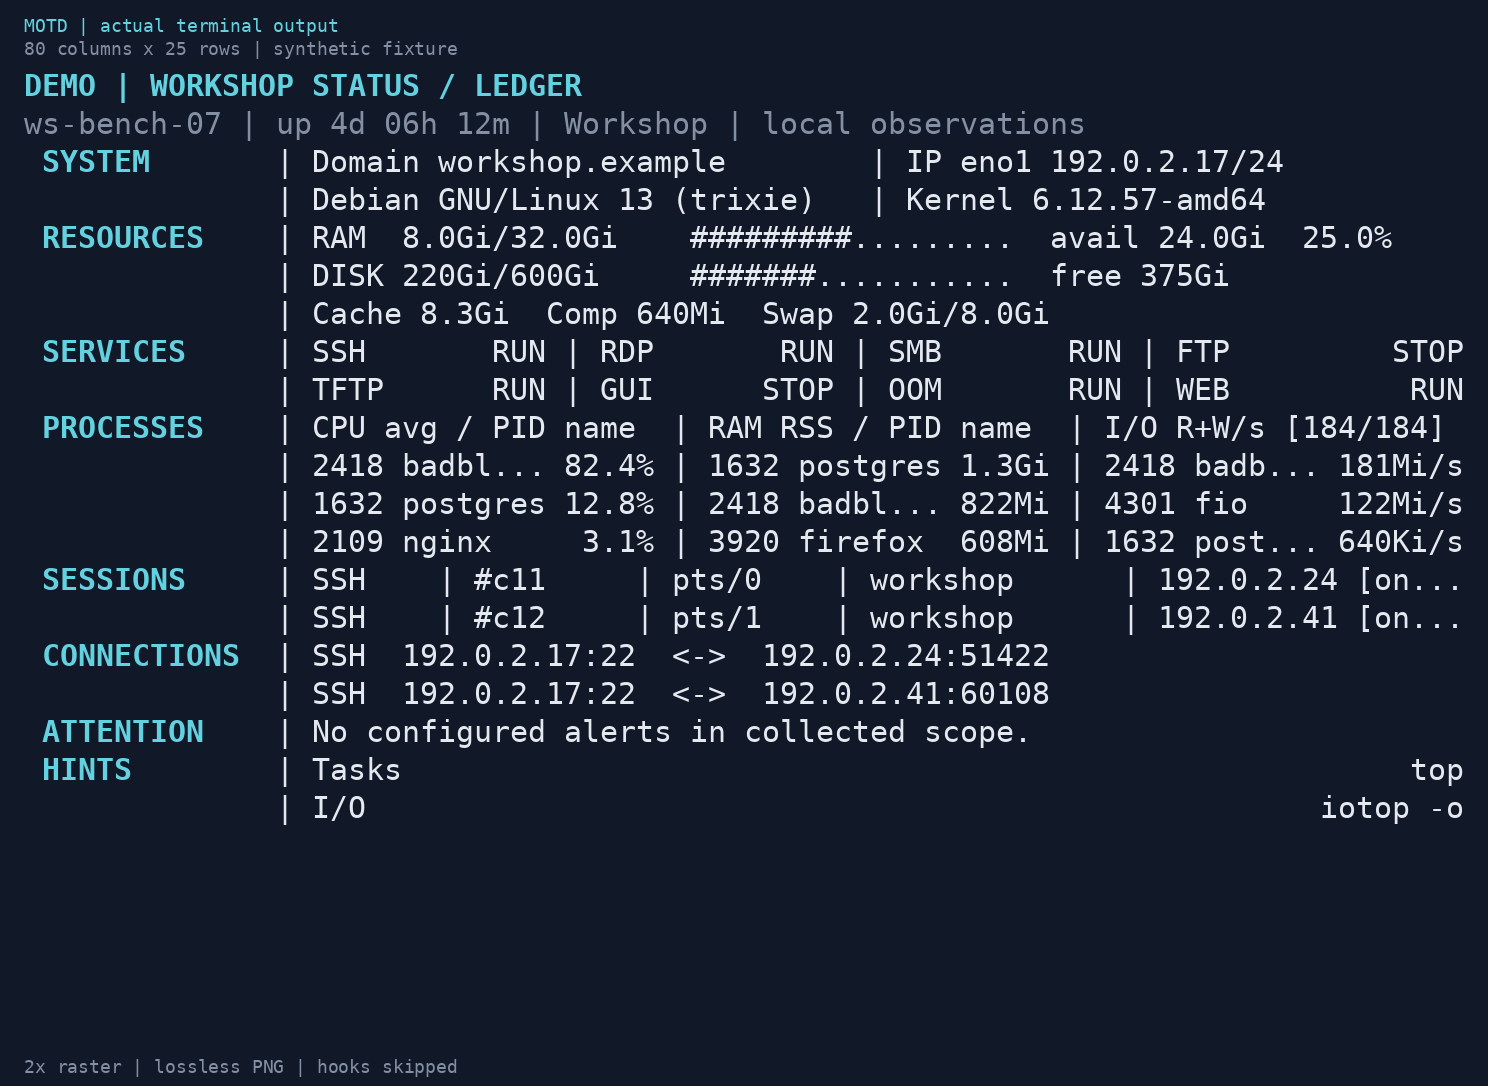 MOTD | actual terminal output
80 columns x 25 rows | synthetic fixture
DEMO | WORKSHOP STATUS / LEDGER
ws-bench-07 | up 4d 06h 12m | Workshop | local observations
 SYSTEM       | Domain workshop.example        | IP eno1 192.0.2.17/24
              | Debian GNU/Linux 13 (trixie)   | Kernel 6.12.57-amd64
 RESOURCES    | RAM  8.0Gi/32.0Gi    #########.........  avail 24.0Gi  25.0%
              | DISK 220Gi/600Gi     #######...........  free 375Gi
              | Cache 8.3Gi  Comp 640Mi  Swap 2.0Gi/8.0Gi
 SERVICES     | SSH       RUN | RDP       RUN | SMB       RUN | FTP         STOP
              | TFTP      RUN | GUI      STOP | OOM       RUN | WEB          RUN
 PROCESSES    | CPU avg / PID name  | RAM RSS / PID name  | I/O R+W/s [184/184]
              | 2418 badbl... 82.4% | 1632 postgres 1.3Gi | 2418 badb... 181Mi/s
              | 1632 postgres 12.8% | 2418 badbl... 822Mi | 4301 fio     122Mi/s
              | 2109 nginx     3.1% | 3920 firefox  608Mi | 1632 post... 640Ki/s
 SESSIONS     | SSH    | #c11     | pts/0    | workshop      | 192.0.2.24 [on...
              | SSH    | #c12     | pts/1    | workshop      | 192.0.2.41 [on...
 CONNECTIONS  | SSH  192.0.2.17:22  <->  192.0.2.24:51422
              | SSH  192.0.2.17:22  <->  192.0.2.41:60108
 ATTENTION    | No configured alerts in collected scope.
 HINTS        | Tasks                                                        top
              | I/O                                                     iotop -o
2x raster | lossless PNG | hooks skipped